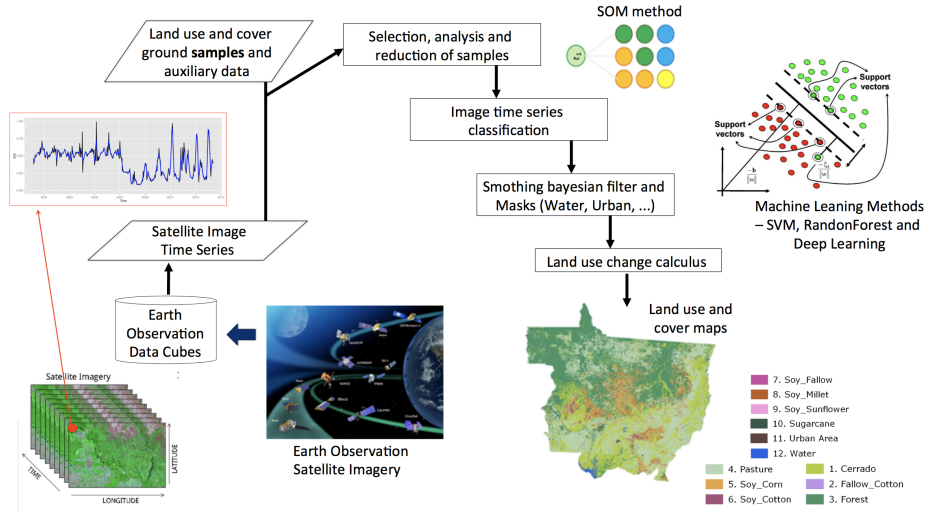 Land use and cover
ground samples and
auxiliary data
Selection, analysis and
reduction of samples
SOM method
Image time series
classification
Support
vectors
Support
vectors
Smothing bayesian filter and
Masks (Water, Urban, ...)
Machine Leaning Methods
– SVM, RandonForest and
Deep Learning
Time
Satellite Image
Time Series
Land use change calculus
Earth
Observation
Data Cubes
:
Land use and
cover maps
Satellite Imagery
TIME
LONGITUDE
LATITUDE
Earth Observation
Satellite Imagery
7. Soy_Fallow
8. Soy_Millet
9. Soy_Sunflower
10. Sugarcane
11. Urban Area
12. Water
4. Pasture
5. Soy_Corn
6. Soy_Cotton
1. Cerrado
2. Fallow_Cotton
3. Forest